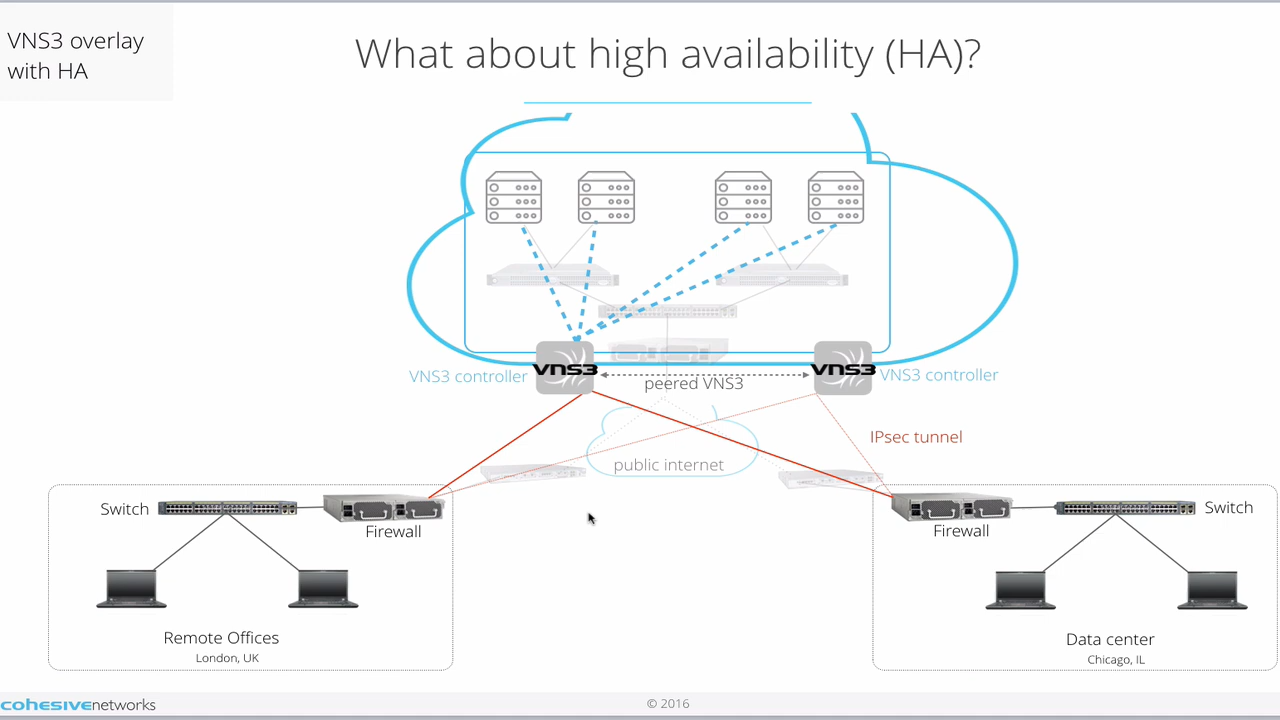 VNS3 overlay
with HA
What about high availability (HA)?
VNS3 controller
VNS3
peered VNS3
VNS3
VNS3 controller
IPsec tunnel
public internet
Switch
Firewall
Remote Offices
London, UK
Firewall
Switch
Data center
Chicago, IL
cohesivenetworks
© 2016